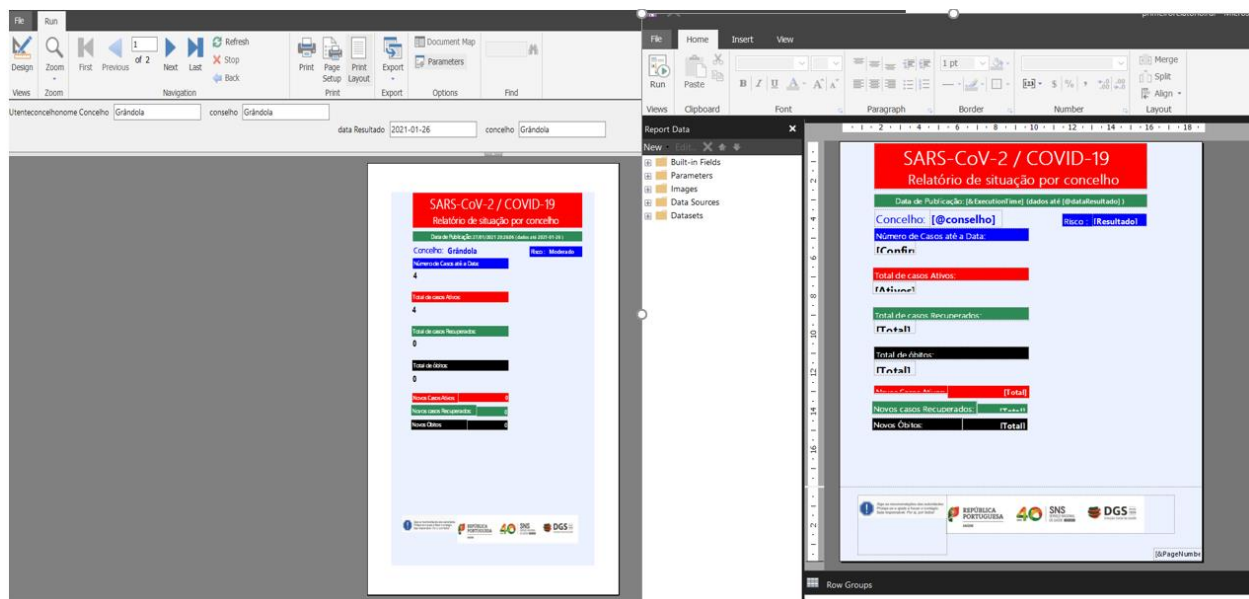 File Run
Design
Zoom
First
Previous
1
of 2
Next
Last
Refresh
Stop
Back
Print
Page Setup
Print Layout
Export
Document Map
Parameters
Views Zoom Navigation Print Export Options Find
Utenteconcelhonome Concelho Grândola conselho Grândola
data Resultado 2021-01-26 concelho Grândola
SARS-CoV-2 / COVID-19
Relatório de situação por concelho
Concelho: Grândola
Risco : Moderado
Número de Casos até a Data:
4
Total de casos Ativos:
4
Total de casos Recuperados:
0
Total de óbitos:
0
Novos Casos Ativos: 0
Novos casos Recuperados: 0
Novos Óbitos: 0
REPÚBLICA
PORTUGUESA
SNS
DGS
File Home Insert View
Run
Paste
B I U A
1 pt
Merge
Split
Align
Views Clipboard Font Paragraph Border Number Layout
Report Data
New Edit...
Built-in Fields
Parameters
Images
Data Sources
Datasets
SARS-CoV-2 / COVID-19
Relatório de situação por concelho
Data de Publicação: [&ExecutionTime] (dados até [@dataResultado] )
Concelho: [@conselho]
Risco : [Resultado]
Número de Casos até a Data:
[Confir
Total de casos Ativos:
[Ativos]
Total de casos Recuperados:
[Total]
Total de óbitos:
[Total]
Novos Casos Ativos: [Total]
Novos casos Recuperados: [Total]
Novos Óbitos: [Total]
REPÚBLICA
PORTUGUESA
SNS
DGS
[&PageNumbe
Row Groups